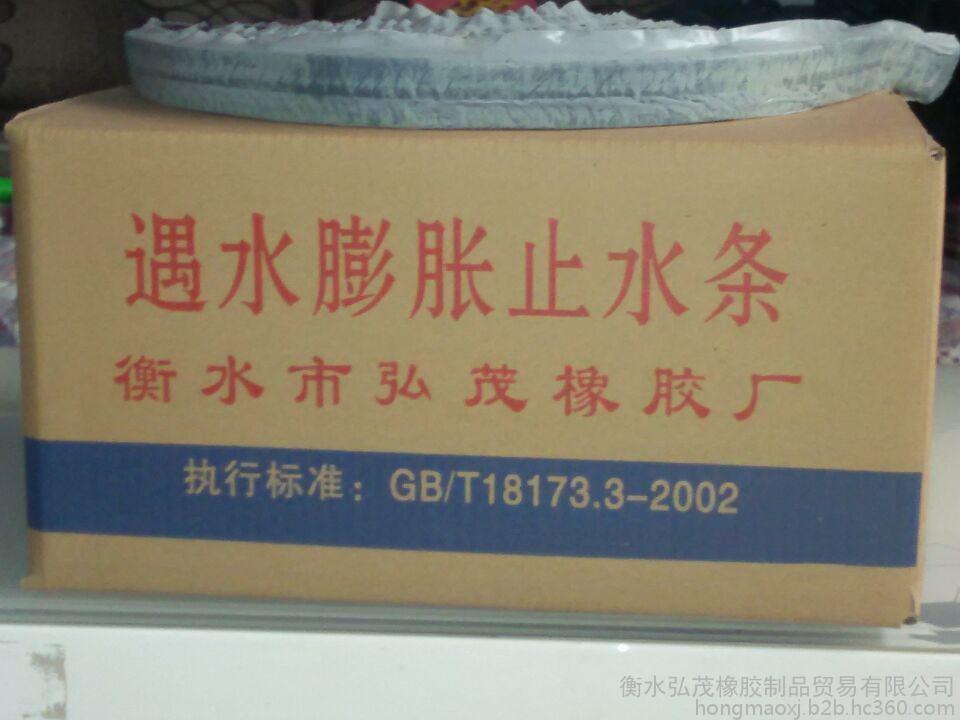 遇水膨胀止水条
衡水市弘茂橡胶厂
执行标准：GB/T18173.3-2002
衡水弘茂橡胶制品贸易有限公司
hongmaoxj.b2b.hc360.com